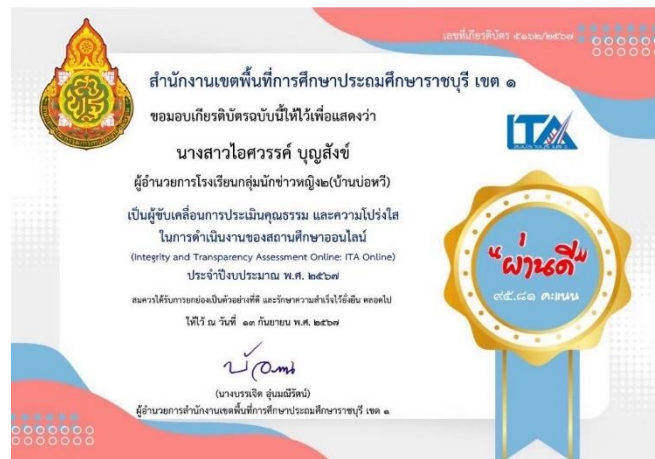 เลขที่เกียรติบัตร ๕๑๖๒/๒๕๖๗
สำนักงานเขตพื้นที่การศึกษาประถมศึกษาราชบุรี เขต ๑
ขอมอบเกียรติบัตรฉบับนี้ให้ไว้เพื่อแสดงว่า
ITA
นางสาวไอศวรรค์ บุญสังข์
ผู้อำนวยการโรงเรียนกลุ่มนักข่าวหญิง๒(บ้านบ่อหวี)
เป็นผู้ขับเคลื่อนการประเมินคุณธรรม และความโปร่งใส
ในการดำเนินงานของสถานศึกษาออนไลน์
(Integrity and Transparency Assessment Online: ITA Online)
ประจำปีงบประมาณ พ.ศ. ๒๕๖๗
"ผ่านดี"
๙๕.๘๑ คะแนน
สมควรได้รับการยกย่องเป็นตัวอย่างที่ดี และรักษาความสำเร็จไว้ยั่งยืน ตลอดไป
ให้ไว้ ณ วันที่ ๑๓ กันยายน พ.ศ. ๒๕๖๗
(นางบรรเจิด อุ่นมณีรัตน์)
ผู้อำนวยการสำนักงานเขตพื้นที่การศึกษาประถมศึกษาราชบุรี เขต ๑